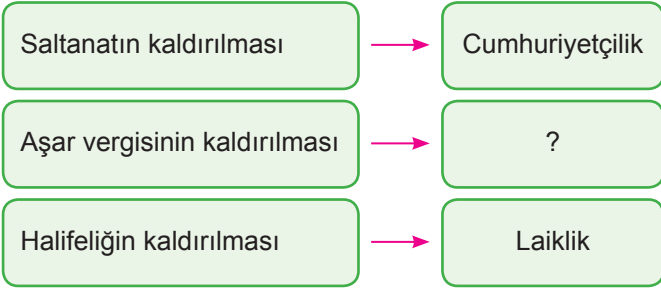 Saltanatın kaldırılması
Cumhuriyetçilik
Aşar vergisinin kaldırılması
?
Halifeliğin kaldırılması
Laiklik